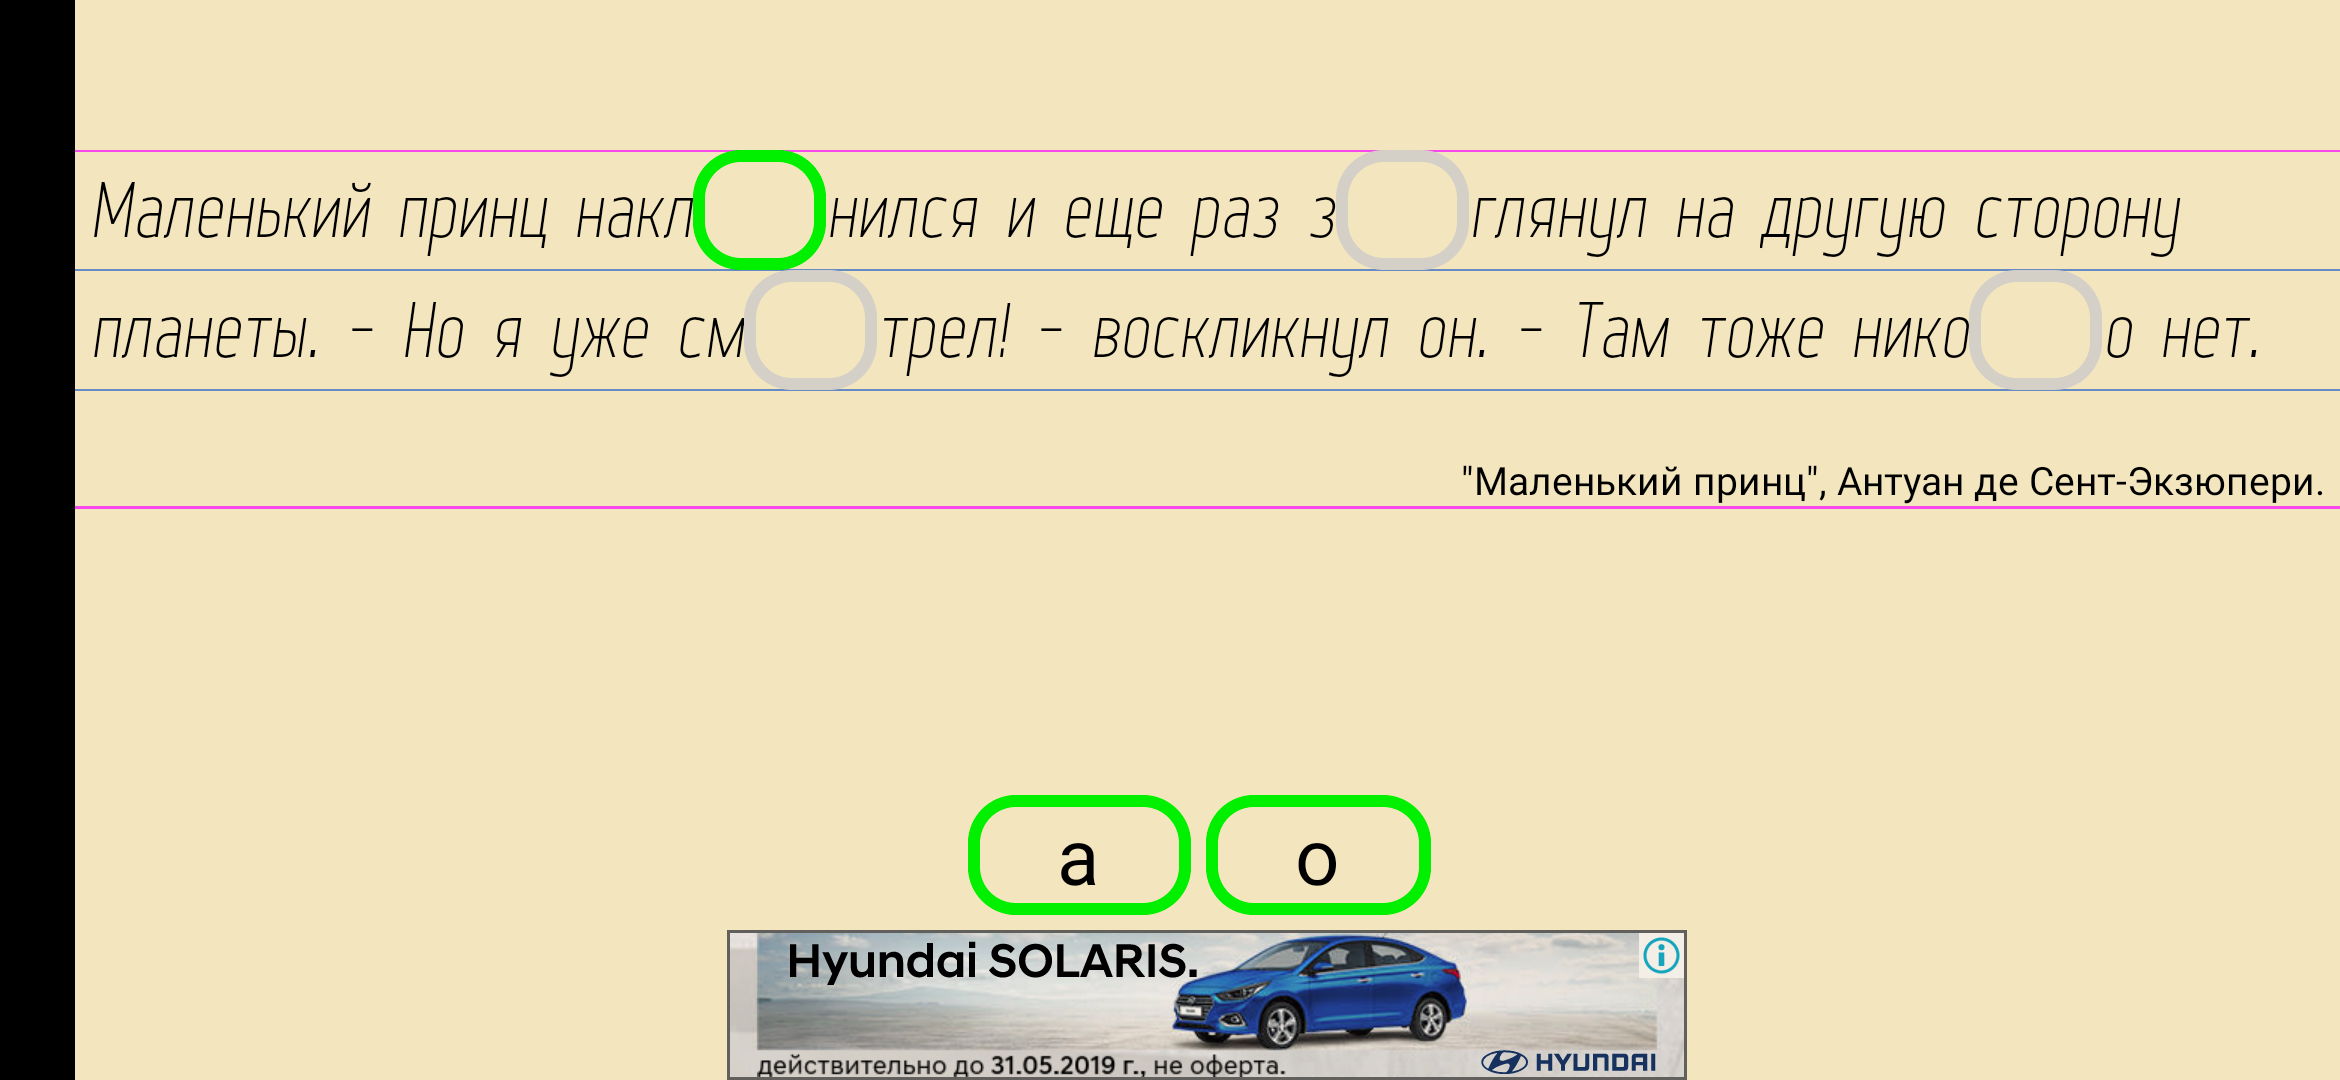 Маленький принц накл нился и еще раз з глянул на другую сторону
планеты. - Но я уже см трел! - воскликнул он. - Там тоже нико о нет.
"Маленький принц", Антуан де Сент-Экзюпери.
а о
Hyundai SOLARIS.
действительно до 31.05.2019 г., не оферта.
HYUNDAI